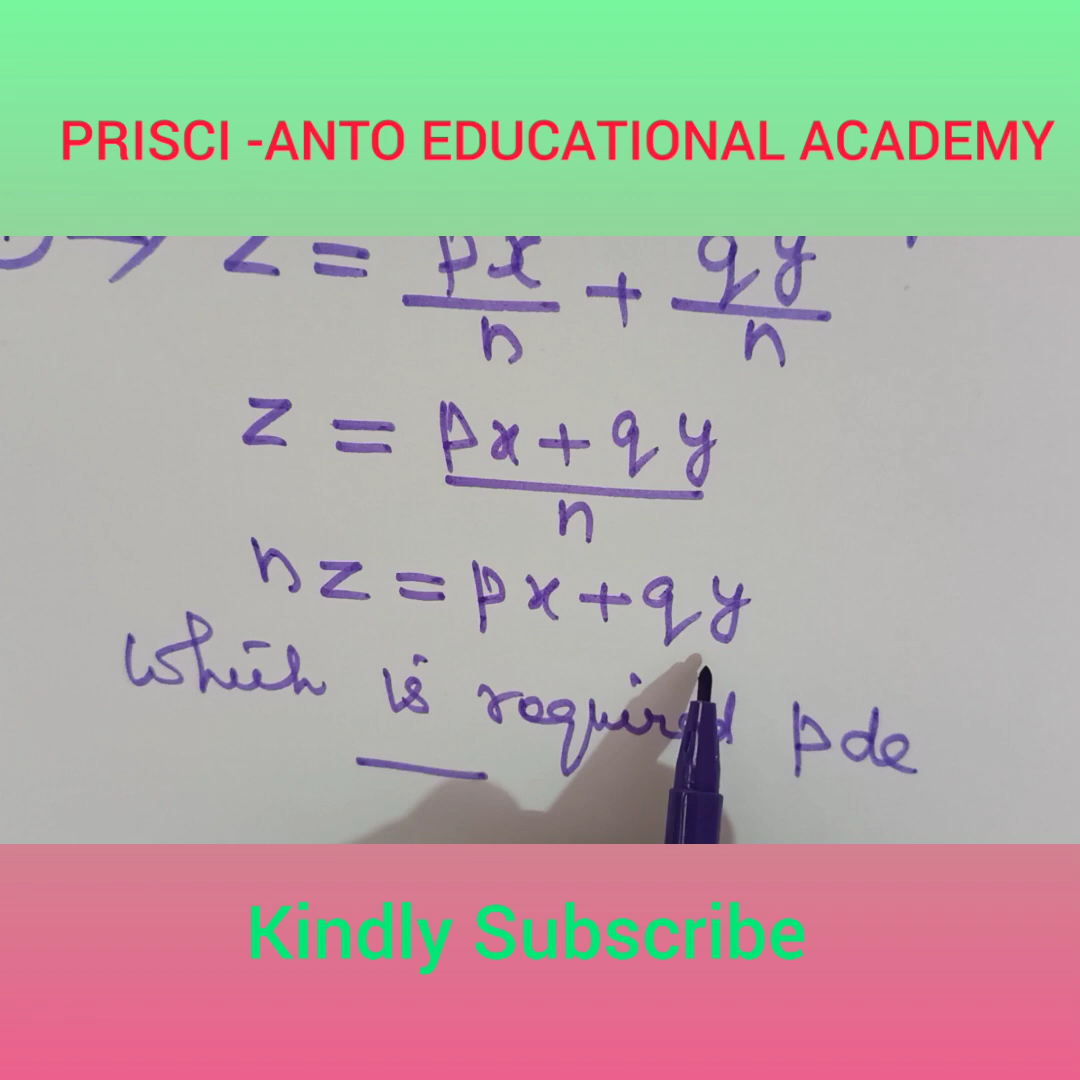 PRISCI -ANTO EDUCATIONAL ACADEMY
→ z = px/n + qy/n
z = px+qy/n
nz = px+qy
which is required pde
Kindly Subscribe